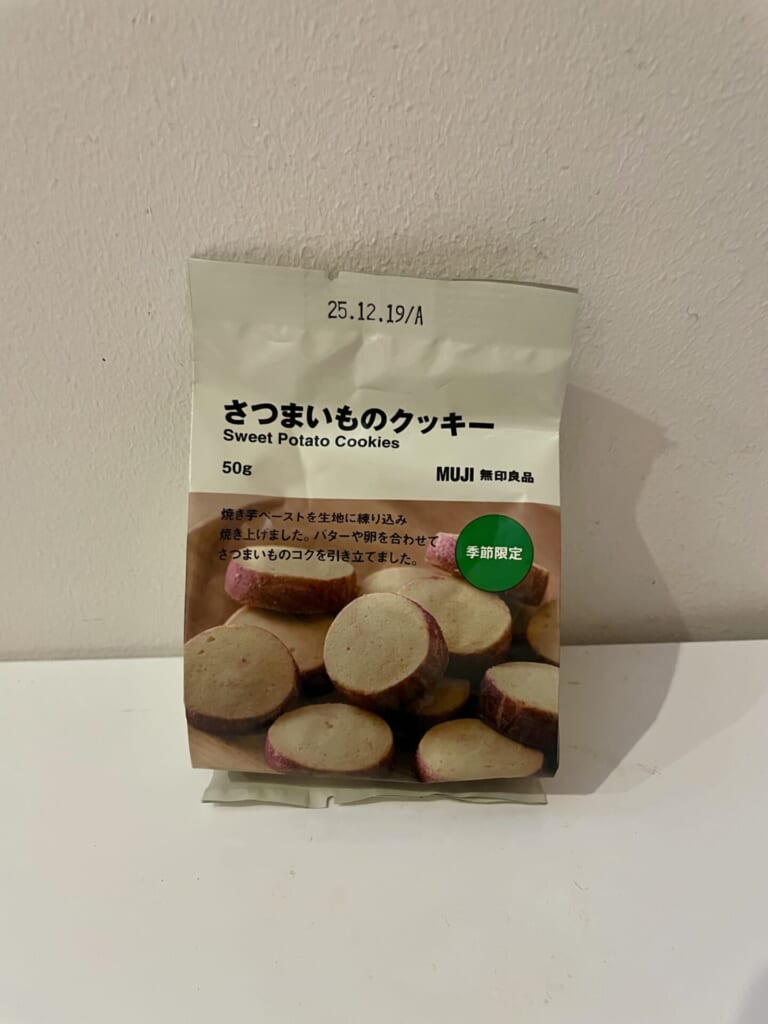 25.12.19/A
さつまいものクッキー
Sweet Potato Cookies
50g
MUJI 無印良品
焼き芋ペーストを生地に練り込み
焼き上げました。バターや卵を合わせて
さつまいものコクを引き立てました。
季節限定